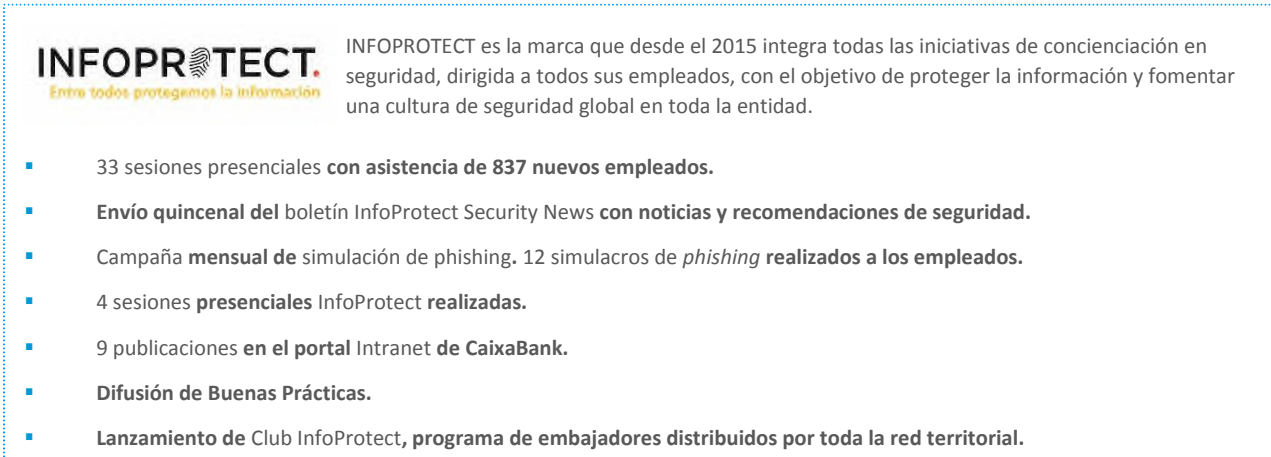 INFOPROTECT.
Entre todos protegemos la información
INFOPROTECT es la marca que desde el 2015 integra todas las iniciativas de concienciación en
seguridad, dirigida a todos sus empleados, con el objetivo de proteger la información y fomentar
una cultura de seguridad global en toda la entidad.
▪ 33 sesiones presenciales con asistencia de 837 nuevos empleados.
▪ Envío quincenal del boletín InfoProtect Security News con noticias y recomendaciones de seguridad.
▪ Campaña mensual de simulación de phishing. 12 simulacros de phishing realizados a los empleados.
▪ 4 sesiones presenciales InfoProtect realizadas.
▪ 9 publicaciones en el portal Intranet de CaixaBank.
▪ Difusión de Buenas Prácticas.
▪ Lanzamiento de Club InfoProtect, programa de embajadores distribuidos por toda la red territorial.